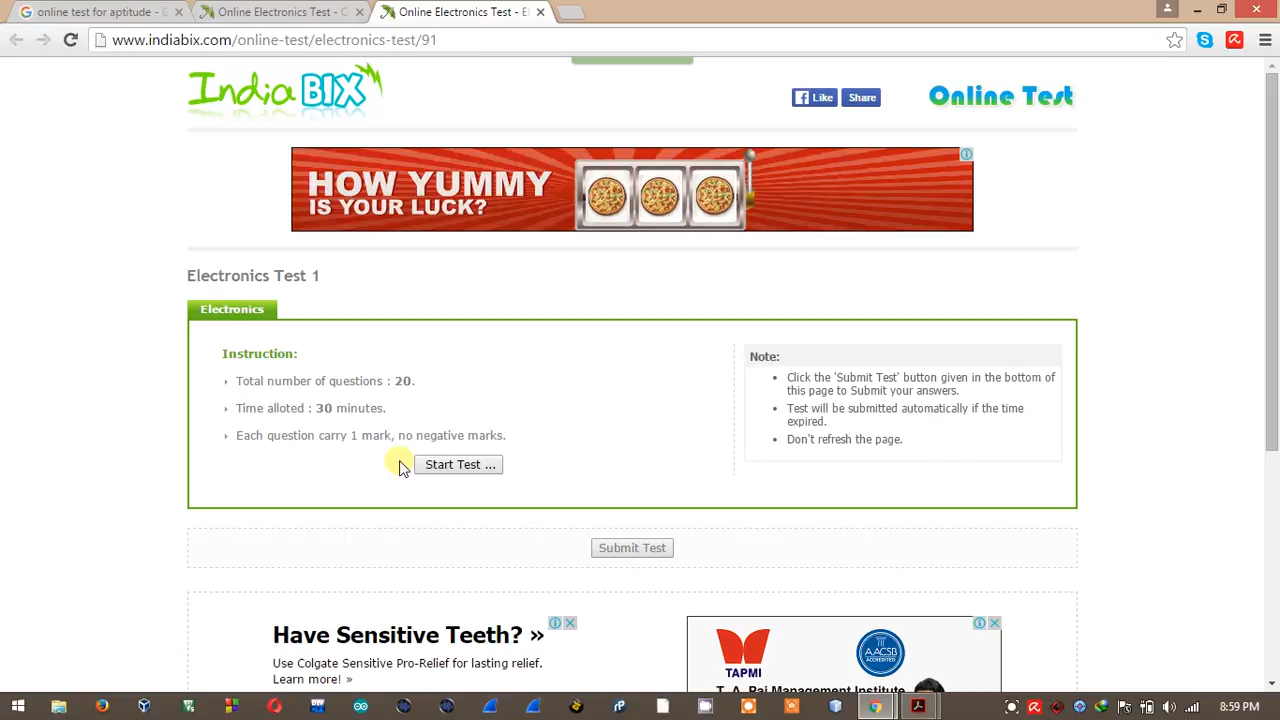 online test for aptitude - G
Online Electronics Test - O
Online Electronics Test - El
www.indiabix.com/online-test/electronics-test/91
IndiaBIX
Like
Share
Online Test
HOW YUMMY
IS YOUR LUCK?
Electronics Test 1
Electronics
Instruction:
Total number of questions : 20.
Time alloted : 30 minutes.
Each question carry 1 mark, no negative marks.
Start Test ...
Note:
Click the 'Submit Test' button given in the bottom of
this page to Submit your answers.
Test will be submitted automatically if the time
expired.
Don't refresh the page.
Submit Test
Have Sensitive Teeth? »
Use Colgate Sensitive Pro-Relief for lasting relief.
Learn more! »
TAPMI
AACSB
ACCREDITED
T. A. Pai Management Institute
8:59 PM